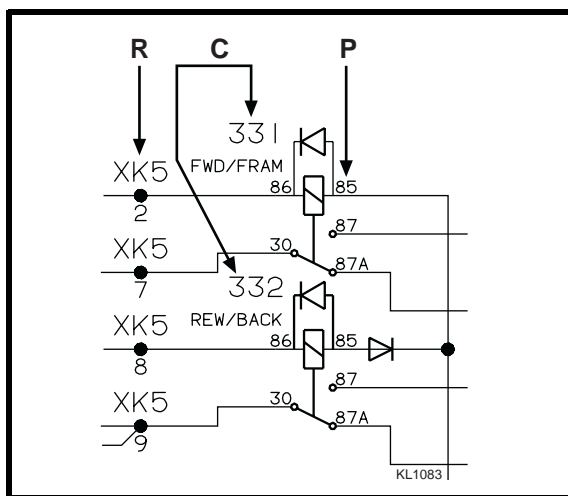 R C P
331
XK5 FWD/FRAM
2 86 85
87
XK5 30
7 87A
332
XK5 REW/BACK
8 86 85
87
XK5 30
9 87A
KL1083